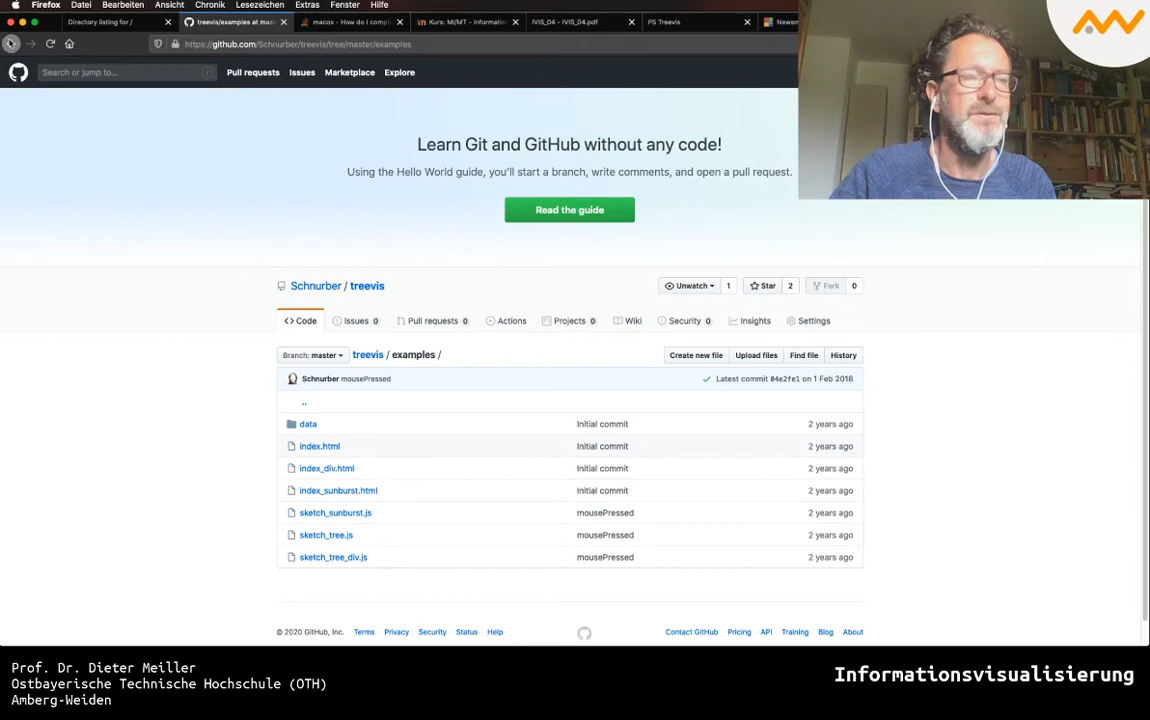 Firefox Datei Bearbeiten Ansicht Chronik Lesezeichen Extras Fenster Hilfe
Directory listing for / treevis/examples at mas macos - How do I compi Kurs: MI/MT - Information IVIS_04 - IVIS_04.pdf P5 Treevis Newsm
https://github.com/Schnurber/treevis/tree/master/examples
Search or jump to... / Pull requests Issues Marketplace Explore
Learn Git and GitHub without any code!
Using the Hello World guide, you'll start a branch, write comments, and open a pull request.
Read the guide
Schnurber / treevis Unwatch 1 Star 2 Fork 0
Code Issues 0 Pull requests 0 Actions Projects 0 Wiki Security 0 Insights Settings
Branch: master treevis / examples / Create new file Upload files Find file History
Schnurber mousePressed Latest commit 04e2fe1 on 1 Feb 2018
..
data Initial commit 2 years ago
index.html Initial commit 2 years ago
index_div.html Initial commit 2 years ago
index_sunburst.html Initial commit 2 years ago
sketch_sunburst.js mousePressed 2 years ago
sketch_tree.js mousePressed 2 years ago
sketch_tree_div.js mousePressed 2 years ago
© 2020 GitHub, Inc. Terms Privacy Security Status Help Contact GitHub Pricing API Training Blog About
Prof. Dr. Dieter Meiller
Ostbayerische Technische Hochschule (OTH)
Amberg-Weiden
Informationsvisualisierung